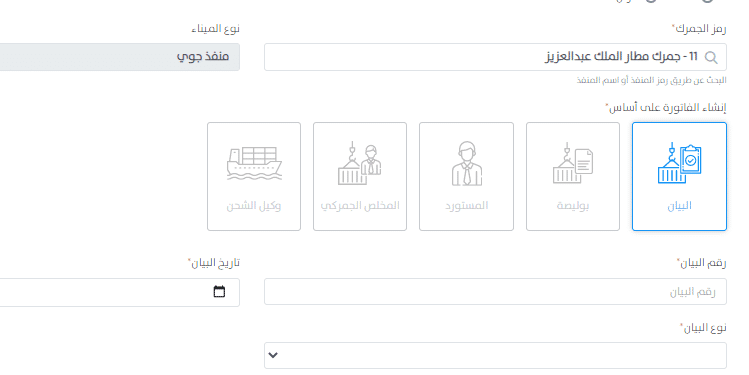 رمز الجمرك*
نوع الميناء
11 - جمرك مطار الملك عبدالعزيز
منفذ جوي
البحث عن طريق رمز المنفذ أو اسم المنفذ
إنشاء الفاتورة على أساس*
البيان
بوليصة
المستورد
المخلص الجمركي
وكيل الشحن
رقم البيان*
تاريخ البيان*
رقم البيان
نوع البيان*